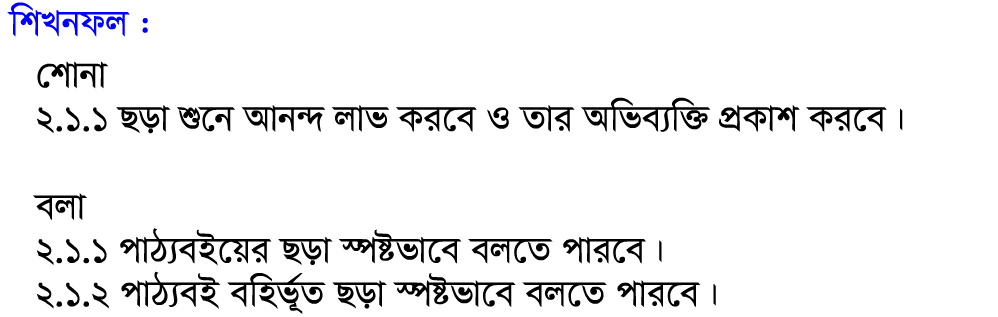 শিখনফল :
শোনা
২.১.১ ছড়া শুনে আনন্দ লাভ করবে ও তার অভিব্যক্তি প্রকাশ করবে।
বলা
২.১.১ পাঠ্যবইয়ের ছড়া স্পষ্টভাবে বলতে পারবে।
২.১.২ পাঠ্যবই বহির্ভূত ছড়া স্পষ্টভাবে বলতে পারবে।